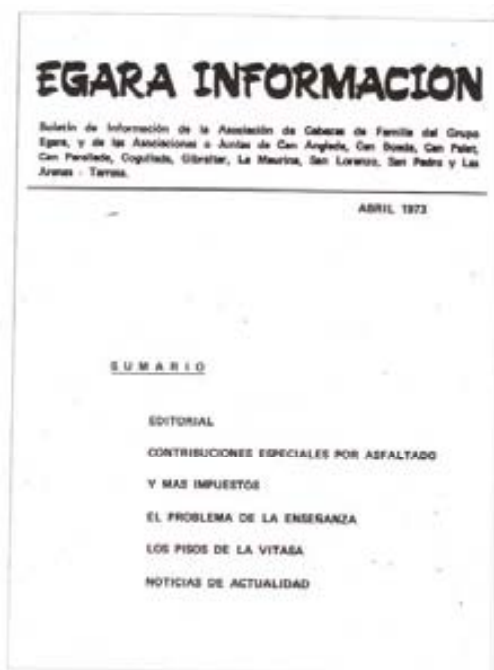 EGARA INFORMACION
Boletín de Información de la Asociación de Cabezas de Familia del Grupo
Egara, y de las Asociaciones o Juntas de Can Anglada, Can Boada, Can Palet,
Can Parellada, Cogullada, Gibraltar, La Maurina, San Lorenzo, San Pedro y Las
Arenas - Tarrasa.
ABRIL 1973
SUMARIO
EDITORIAL
CONTRIBUCIONES ESPECIALES POR ASFALTADO
Y MAS IMPUESTOS
EL PROBLEMA DE LA ENSEÑANZA
LOS PISOS DE LA VITASA
NOTICIAS DE ACTUALIDAD